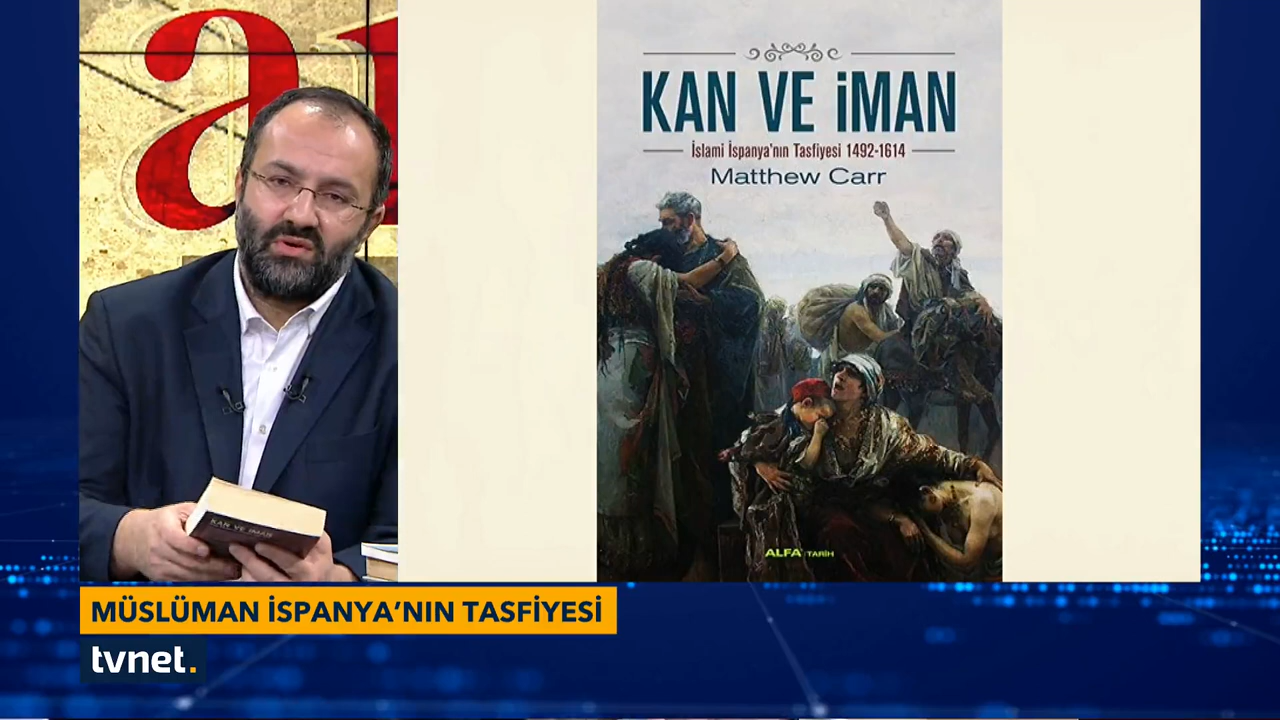 KAN VE İMAN
İslami İspanya'nın Tasfiyesi 1492-1614
Matthew Carr
ALFA / TARİH
KAN VE İMAN
MÜSLÜMAN İSPANYA'NIN TASFİYESİ
tvnet.